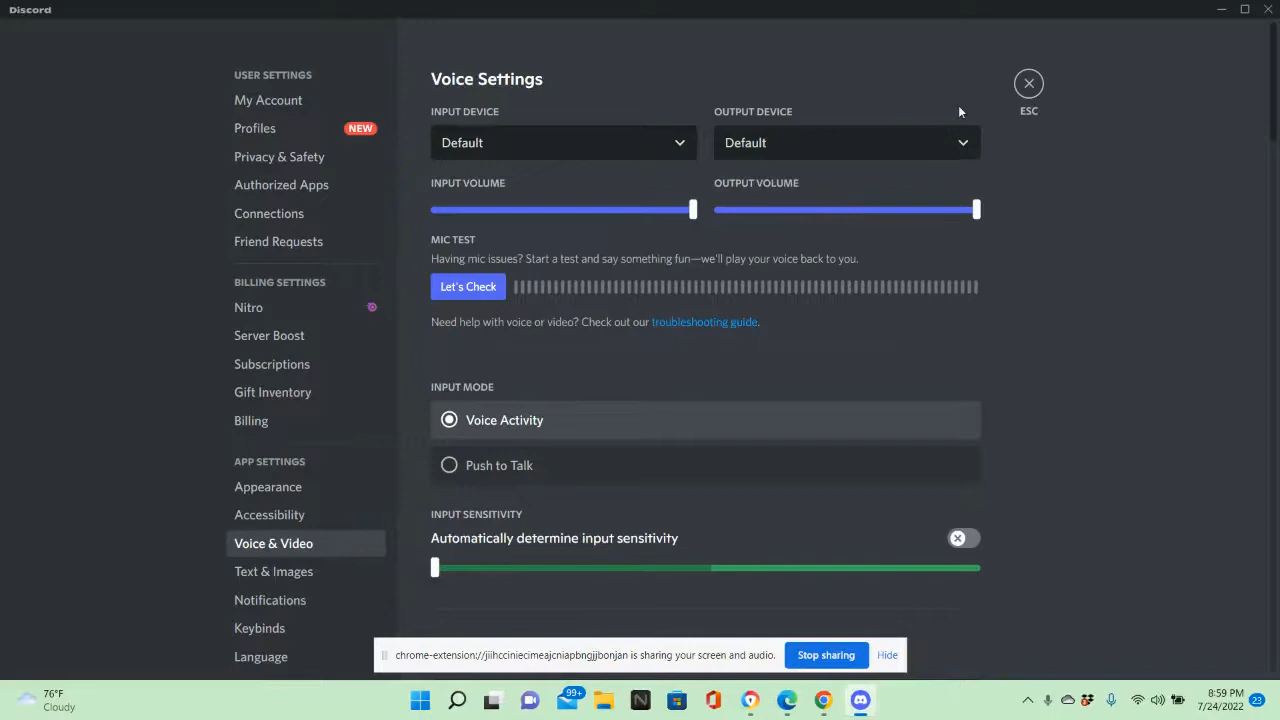 Discord
USER SETTINGS
My Account
Profiles NEW
Privacy & Safety
Authorized Apps
Connections
Friend Requests
BILLING SETTINGS
Nitro
Server Boost
Subscriptions
Gift Inventory
Billing
APP SETTINGS
Appearance
Accessibility
Voice & Video
Text & Images
Notifications
Keybinds
Language
Voice Settings
ESC
INPUT DEVICE OUTPUT DEVICE
Default Default
INPUT VOLUME OUTPUT VOLUME
MIC TEST
Having mic issues? Start a test and say something fun—we'll play your voice back to you.
Let's Check
Need help with voice or video? Check out our troubleshooting guide.
INPUT MODE
Voice Activity
Push to Talk
INPUT SENSITIVITY
Automatically determine input sensitivity
chrome-extension://jiihcciniecimeajcniapbngjjbonjan is sharing your screen and audio. Stop sharing Hide
76°F
Cloudy
99+
N
8:59 PM
7/24/2022
23